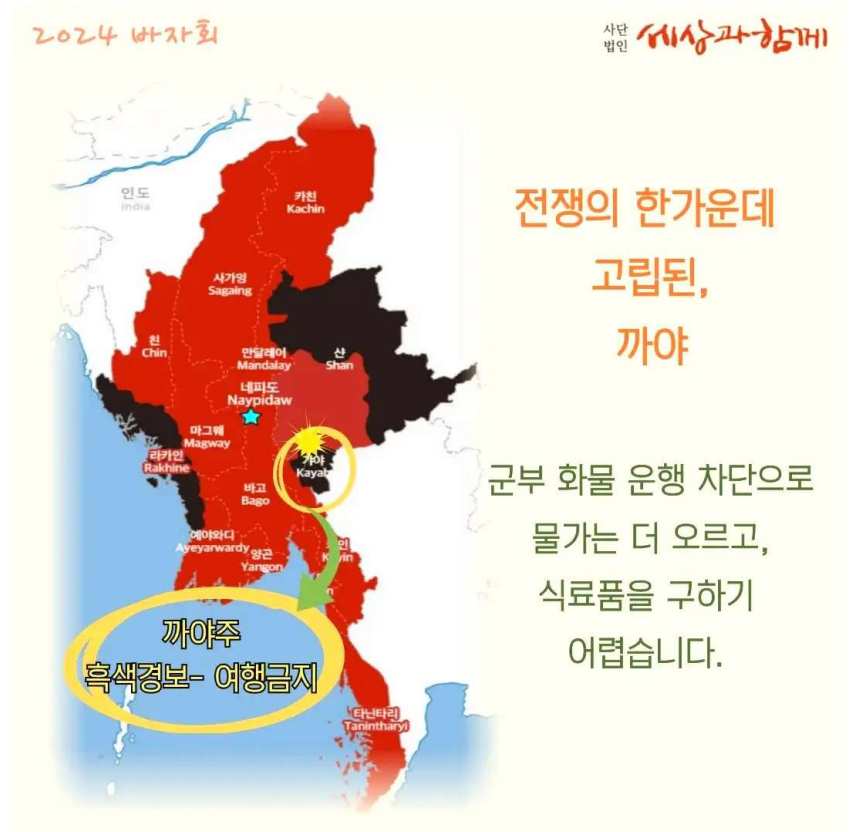 2024 바자회
사단
법인
세상과함께
인도
India
카친
Kachin
사가잉
Sagaing
친
Chin
만달레이
Mandalay
샨
Shan
네피도
Naypidaw
마그웨
Magway
라카인
Rakhine
까야
Kayah
바고
Bago
예야와디
Ayeyarwardy
양곤
Yangon
타닌타리
Tanintharyi
까야주
흑색경보- 여행금지
전쟁의 한가운데
고립된,
까야
군부 화물 운행 차단으로
물가는 더 오르고,
식료품을 구하기
어렵습니다.